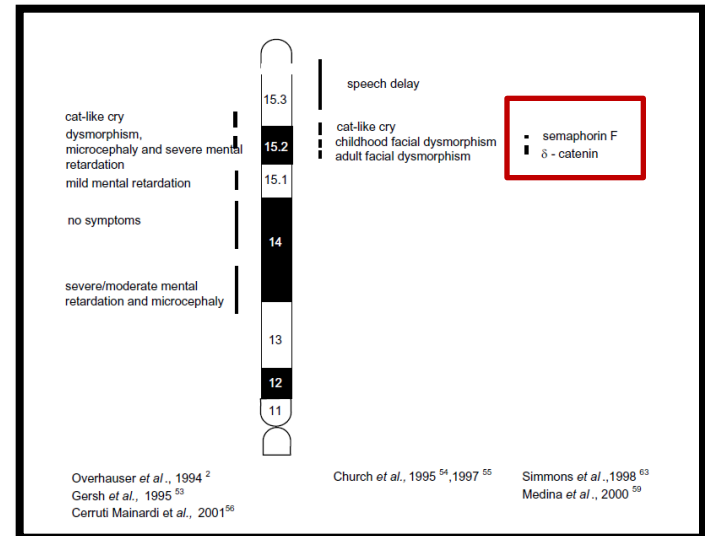 speech delay
15.3
cat-like cry
dysmorphism,
microcephaly and severe mental
retardation
15.2
cat-like cry
childhood facial dysmorphism
adult facial dysmorphism
semaphorin F
δ - catenin
mild mental retardation
15.1
no symptoms
14
severe/moderate mental
retardation and microcephaly
13
12
11
Overhauser et al., 1994 2
Gersh et al., 1995 53
Cerruti Mainardi et al., 2001 56
Church et al., 1995 54,1997 55
Simmons et al.,1998 63
Medina et al., 2000 59